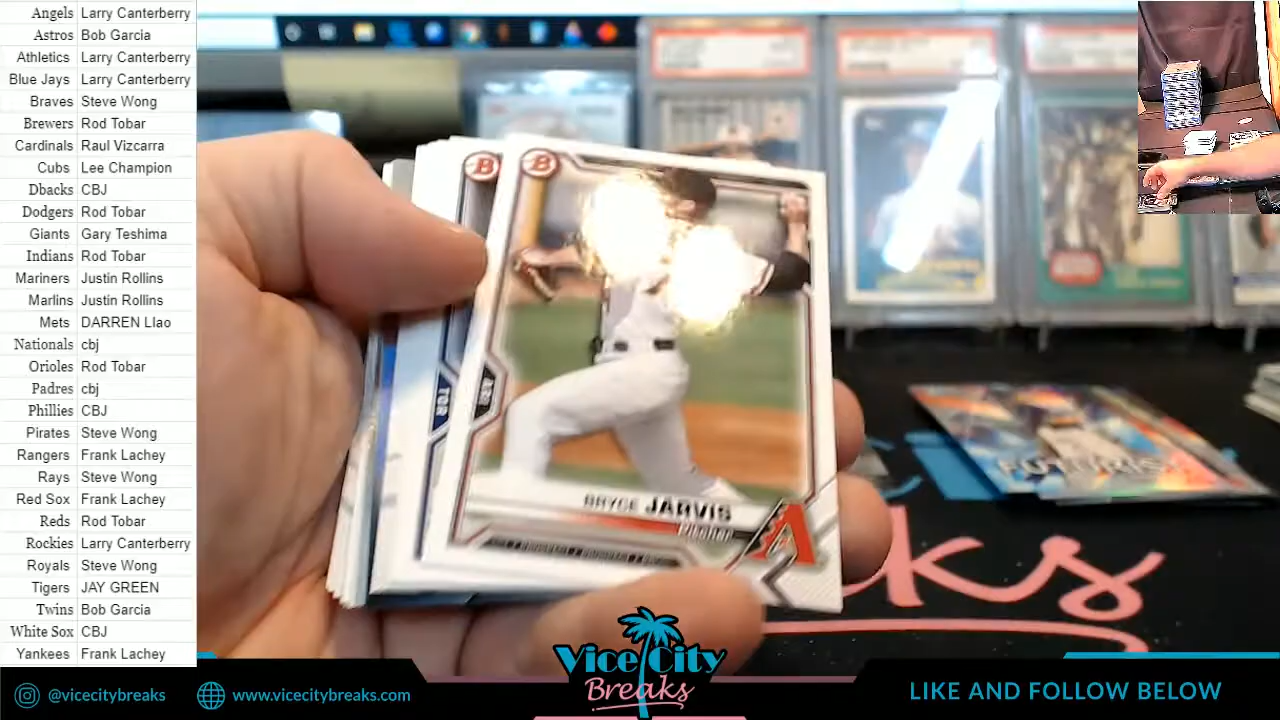 Angels Larry Canterberry
Astros Bob Garcia
Athletics Larry Canterberry
Blue Jays Larry Canterberry
Braves Steve Wong
Brewers Rod Tobar
Cardinals Raul Vizcarra
Cubs Lee Champion
Dbacks CBJ
Dodgers Rod Tobar
Giants Gary Teshima
Indians Rod Tobar
Mariners Justin Rollins
Marlins Justin Rollins
Mets DARREN Llao
Nationals cbj
Orioles Rod Tobar
Padres cbj
Phillies CBJ
Pirates Steve Wong
Rangers Frank Lachey
Rays Steve Wong
Red Sox Frank Lachey
Reds Rod Tobar
Rockies Larry Canterberry
Royals Steve Wong
Tigers JAY GREEN
Twins Bob Garcia
White Sox CBJ
Yankees Frank Lachey
B
B
TOR
ARI
BRYCE JARVIS
Pitcher
A
FUTURIS
aks
Vice City
Breaks
@vicecitybreaks
www.vicecitybreaks.com
LIKE AND FOLLOW BELOW